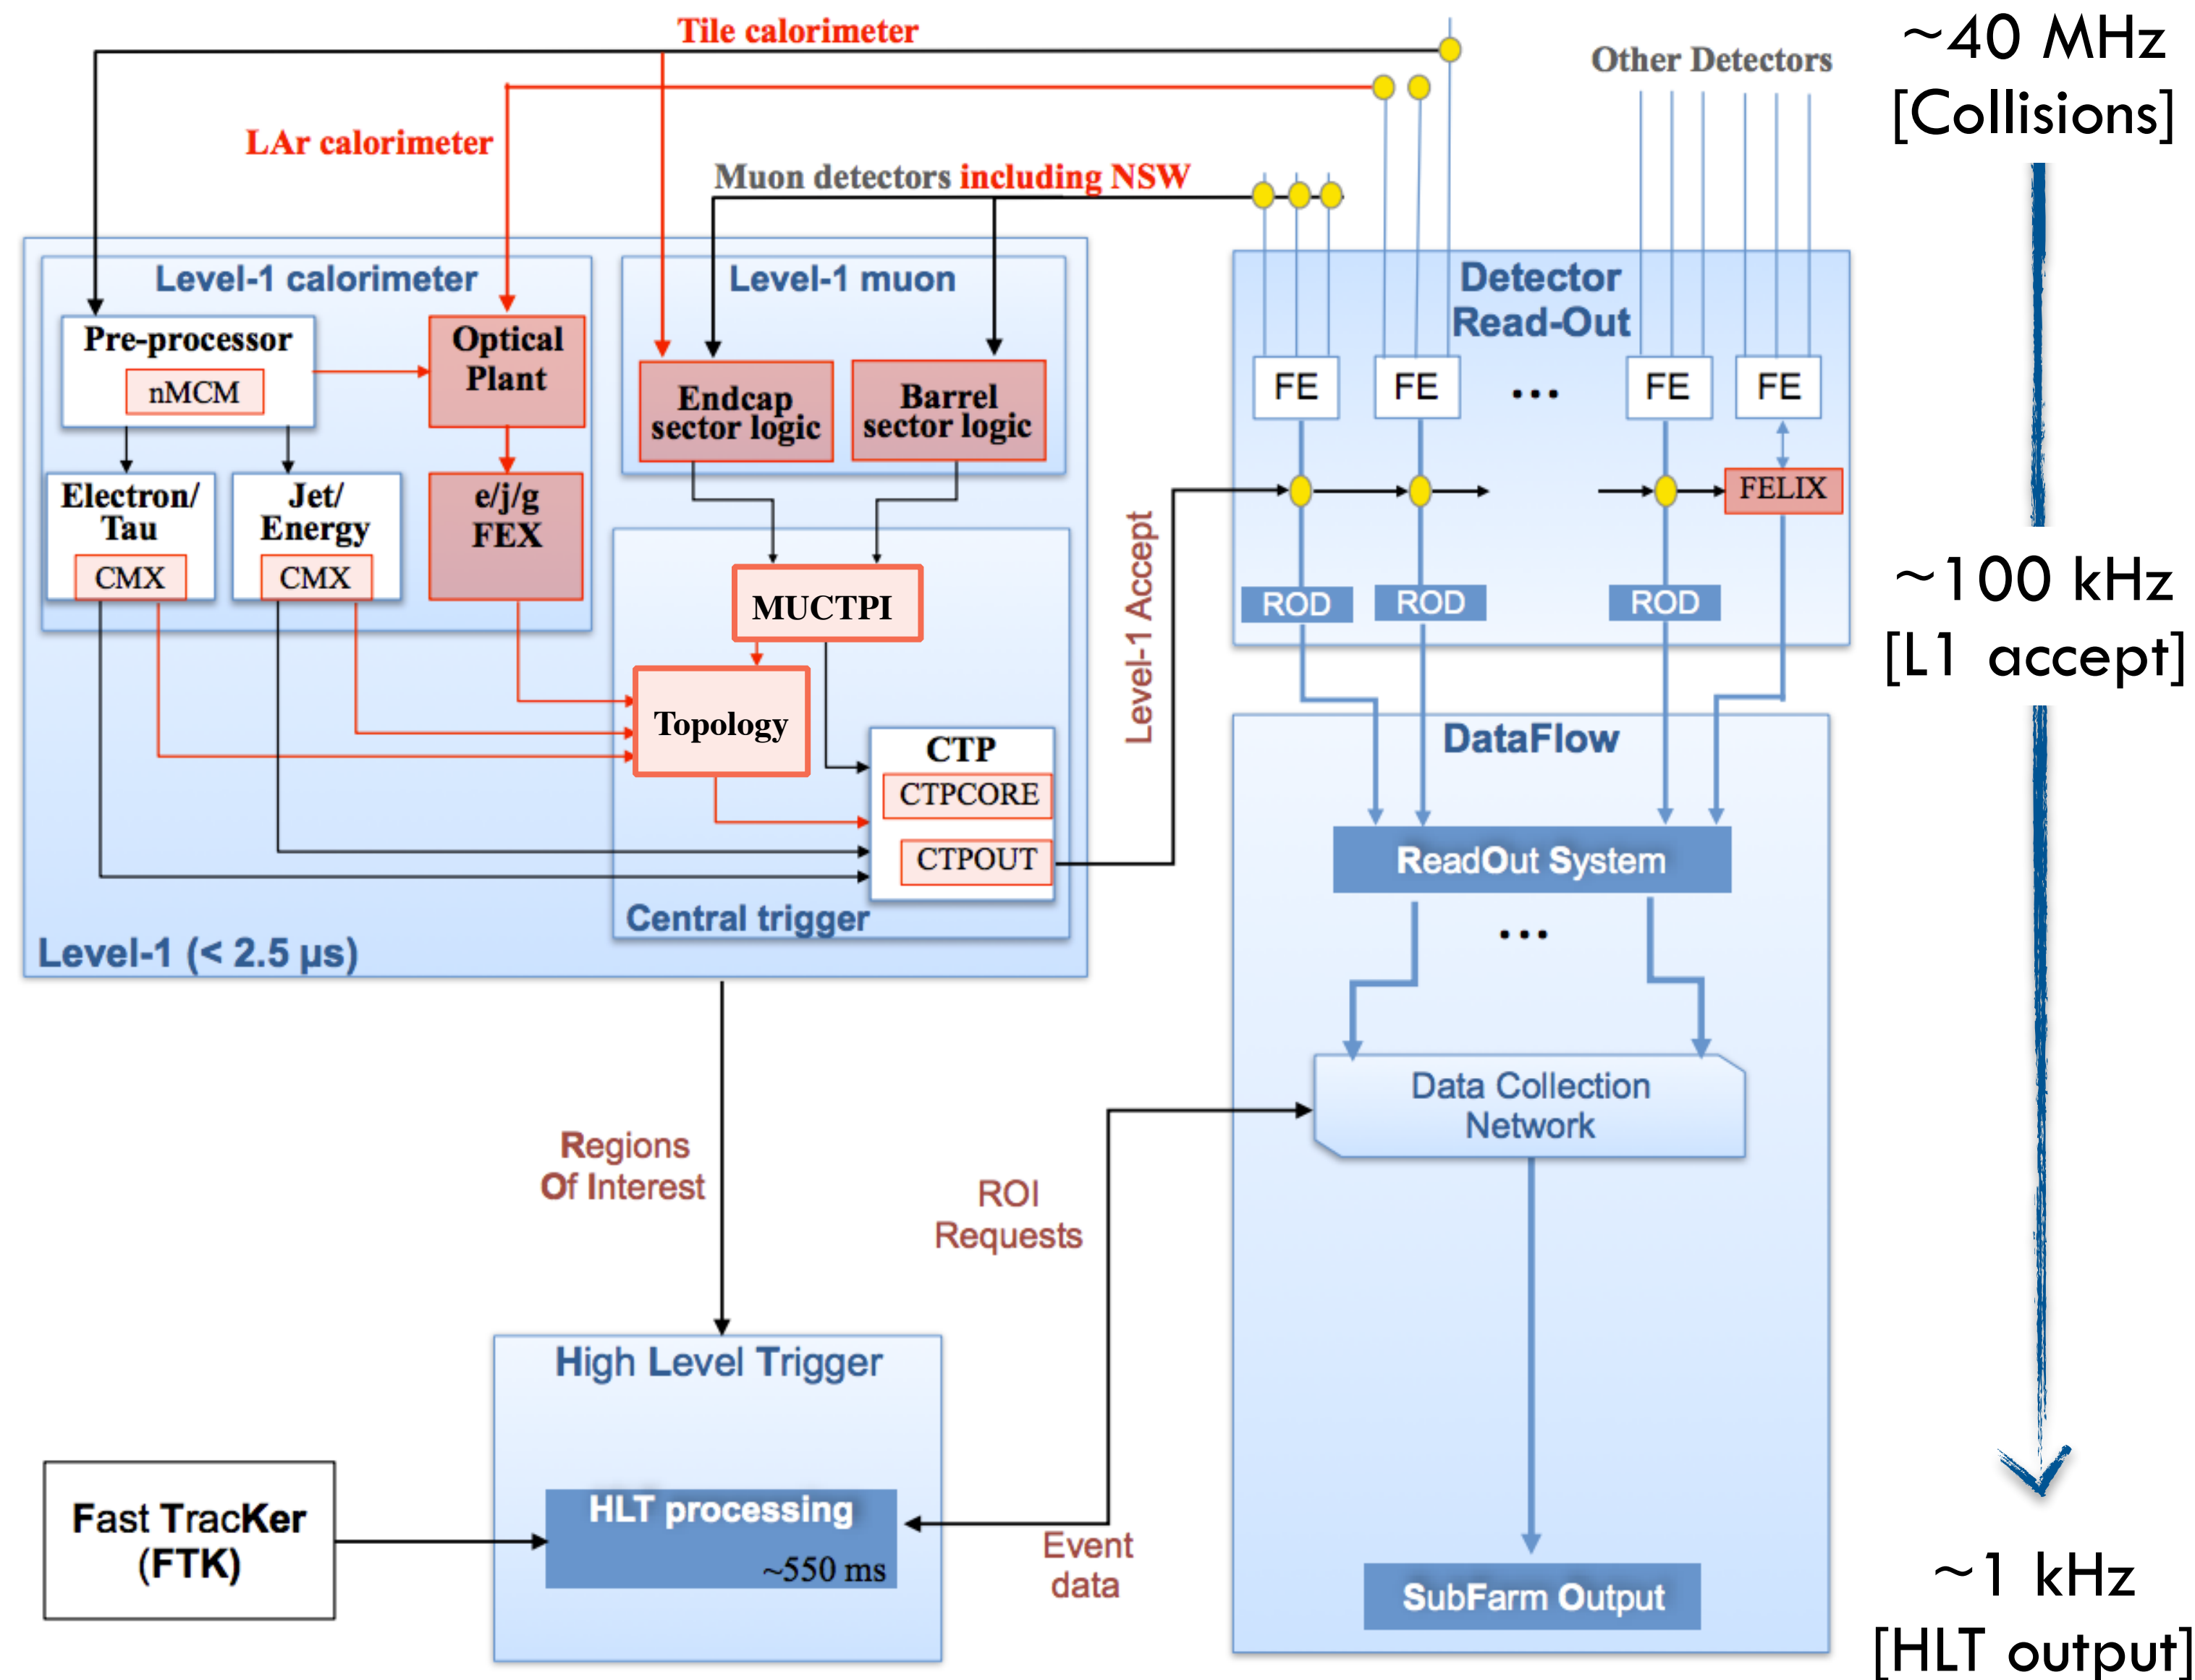 Tile calorimeter
Other Detectors
~40 MHz
[Collisions]
LAr calorimeter
Muon detectors including NSW
Level-1 calorimeter
Pre-processor
nMCM
Optical
Plant
Electron/
Tau
CMX
Jet/
Energy
CMX
e/j/g
FEX
Level-1 muon
Endcap
sector logic
Barrel
sector logic
MUCTPI
Topology
CTP
CTPCORE
CTPOUT
Central trigger
Level-1 (< 2.5 μs)
Level-1 Accept
Detector
Read-Out
FE
FE
...
FE
FE
FELIX
ROD
ROD
ROD
~100 kHz
[L1 accept]
DataFlow
ReadOut System
...
Data Collection
Network
Regions
Of Interest
ROI
Requests
High Level Trigger
HLT processing
~550 ms
Fast TracKer
(FTK)
Event
data
SubFarm Output
~1 kHz
[HLT output]